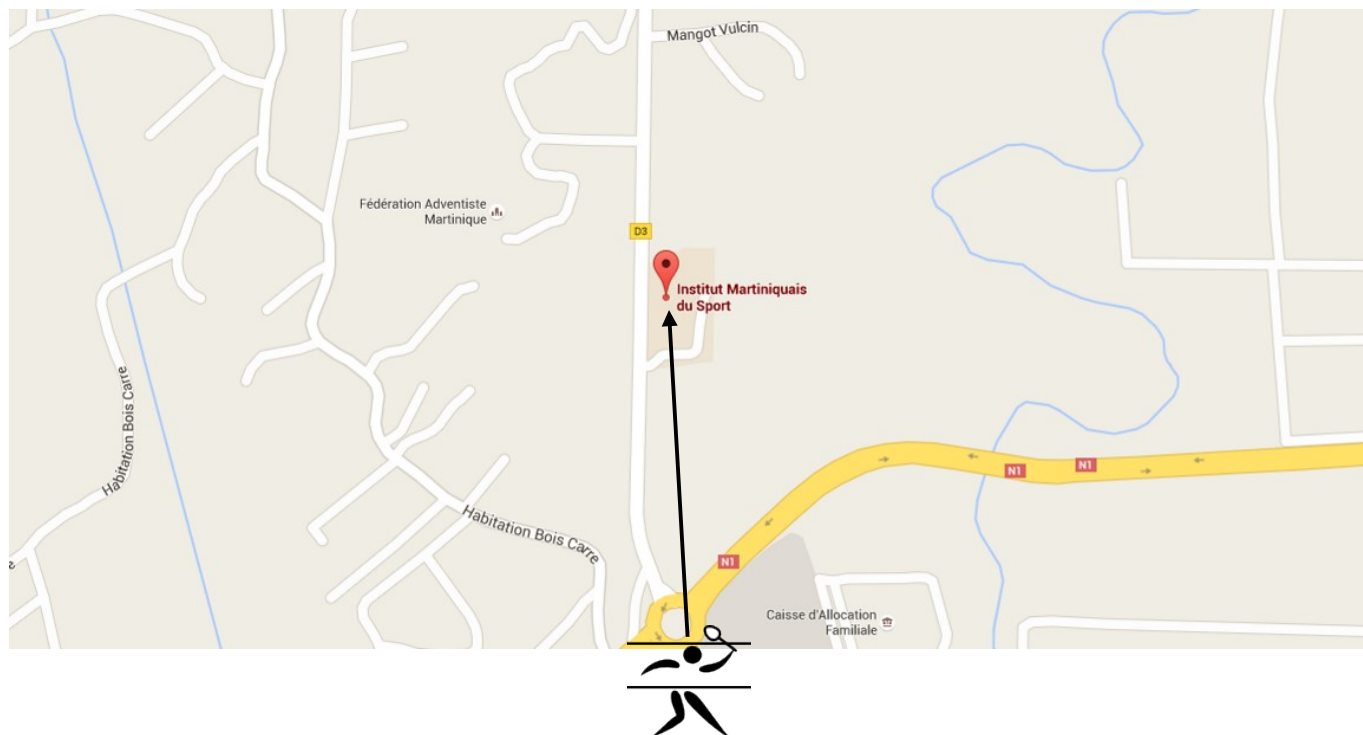 Mangot Vulcin
Fédération Adventiste
Martinique
D3
Institut Martiniquais
du Sport
Habitation Bois Carre
Habitation Bois Carre
N1
N1
N1
Caisse d'Allocation
Familiale
e